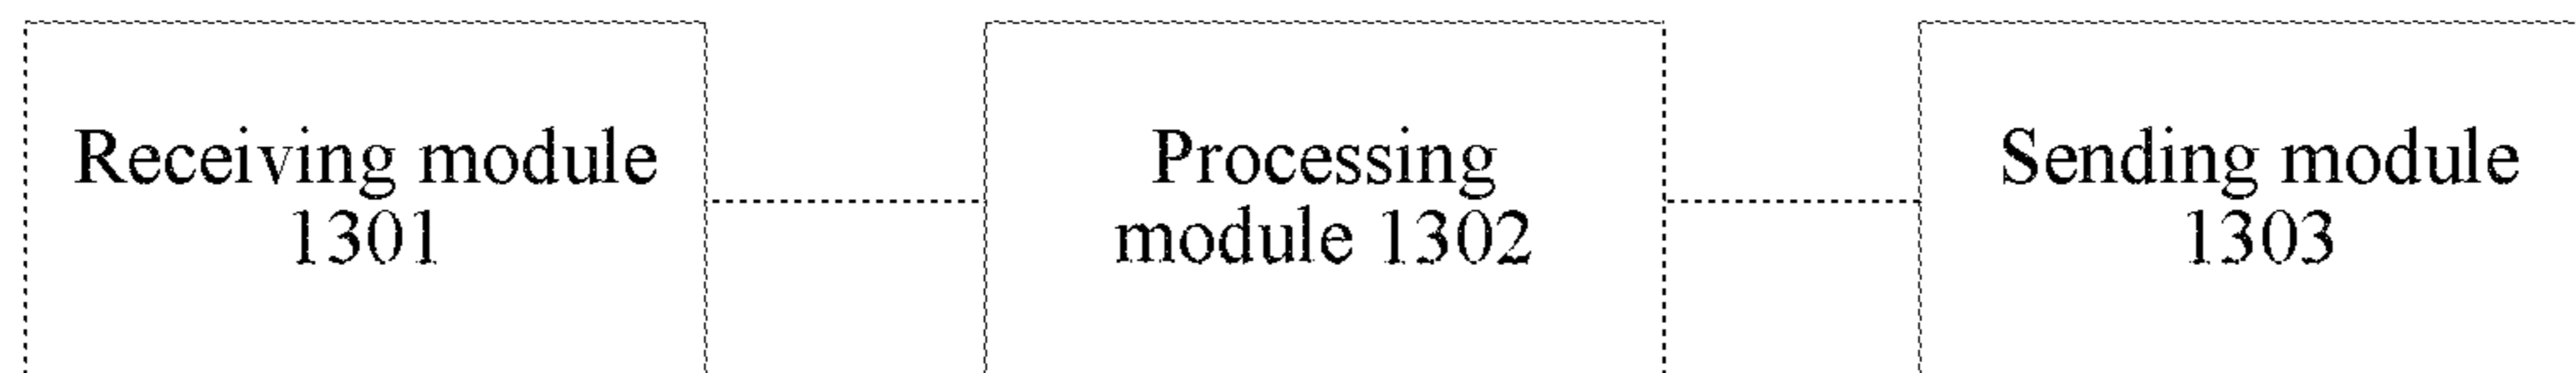 Receiving module
1301
Processing
module 1302
Sending module
1303